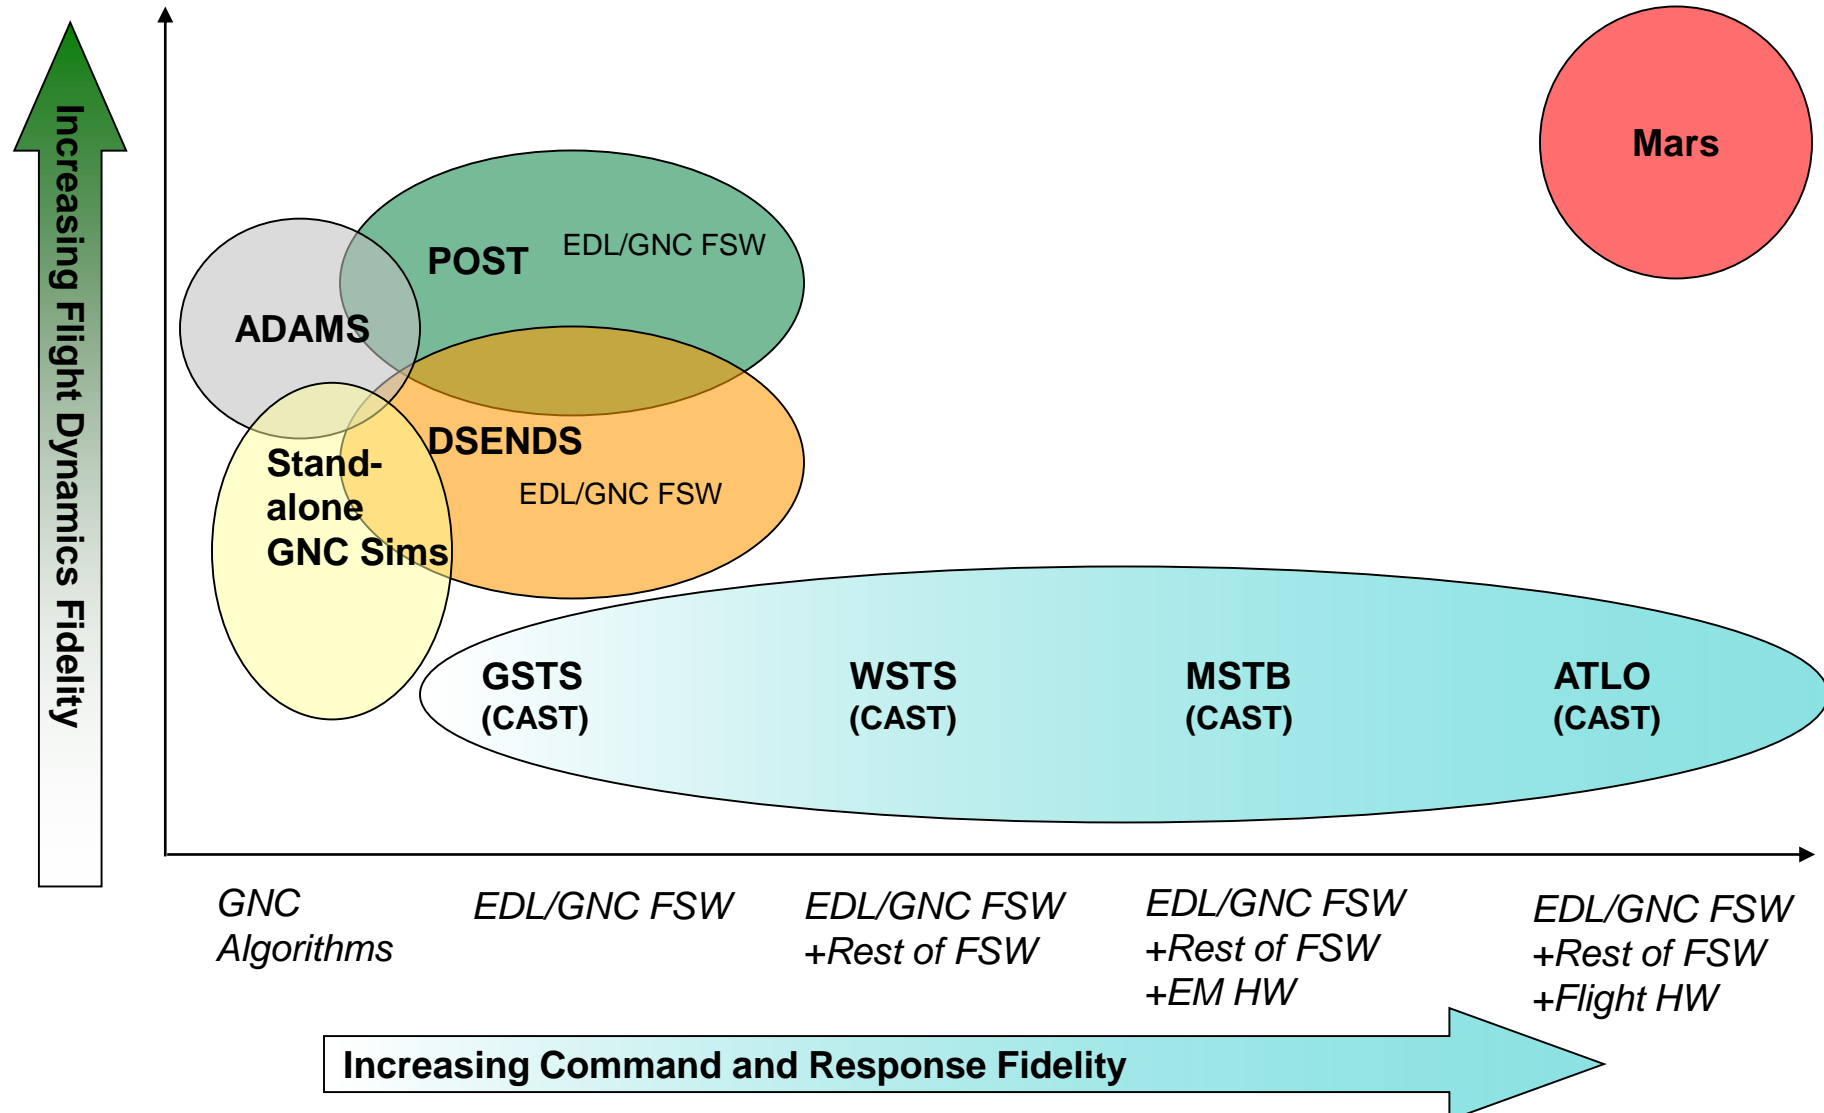 Increasing Flight Dynamics Fidelity
Mars
POST
EDL/GNC FSW
ADAMS
DSENDS
EDL/GNC FSW
Stand-
alone
GNC Sims
GSTS
(CAST)
WSTS
(CAST)
MSTB
(CAST)
ATLO
(CAST)
GNC
Algorithms
EDL/GNC FSW
EDL/GNC FSW
+Rest of FSW
EDL/GNC FSW
+Rest of FSW
+EM HW
EDL/GNC FSW
+Rest of FSW
+Flight HW
Increasing Command and Response Fidelity